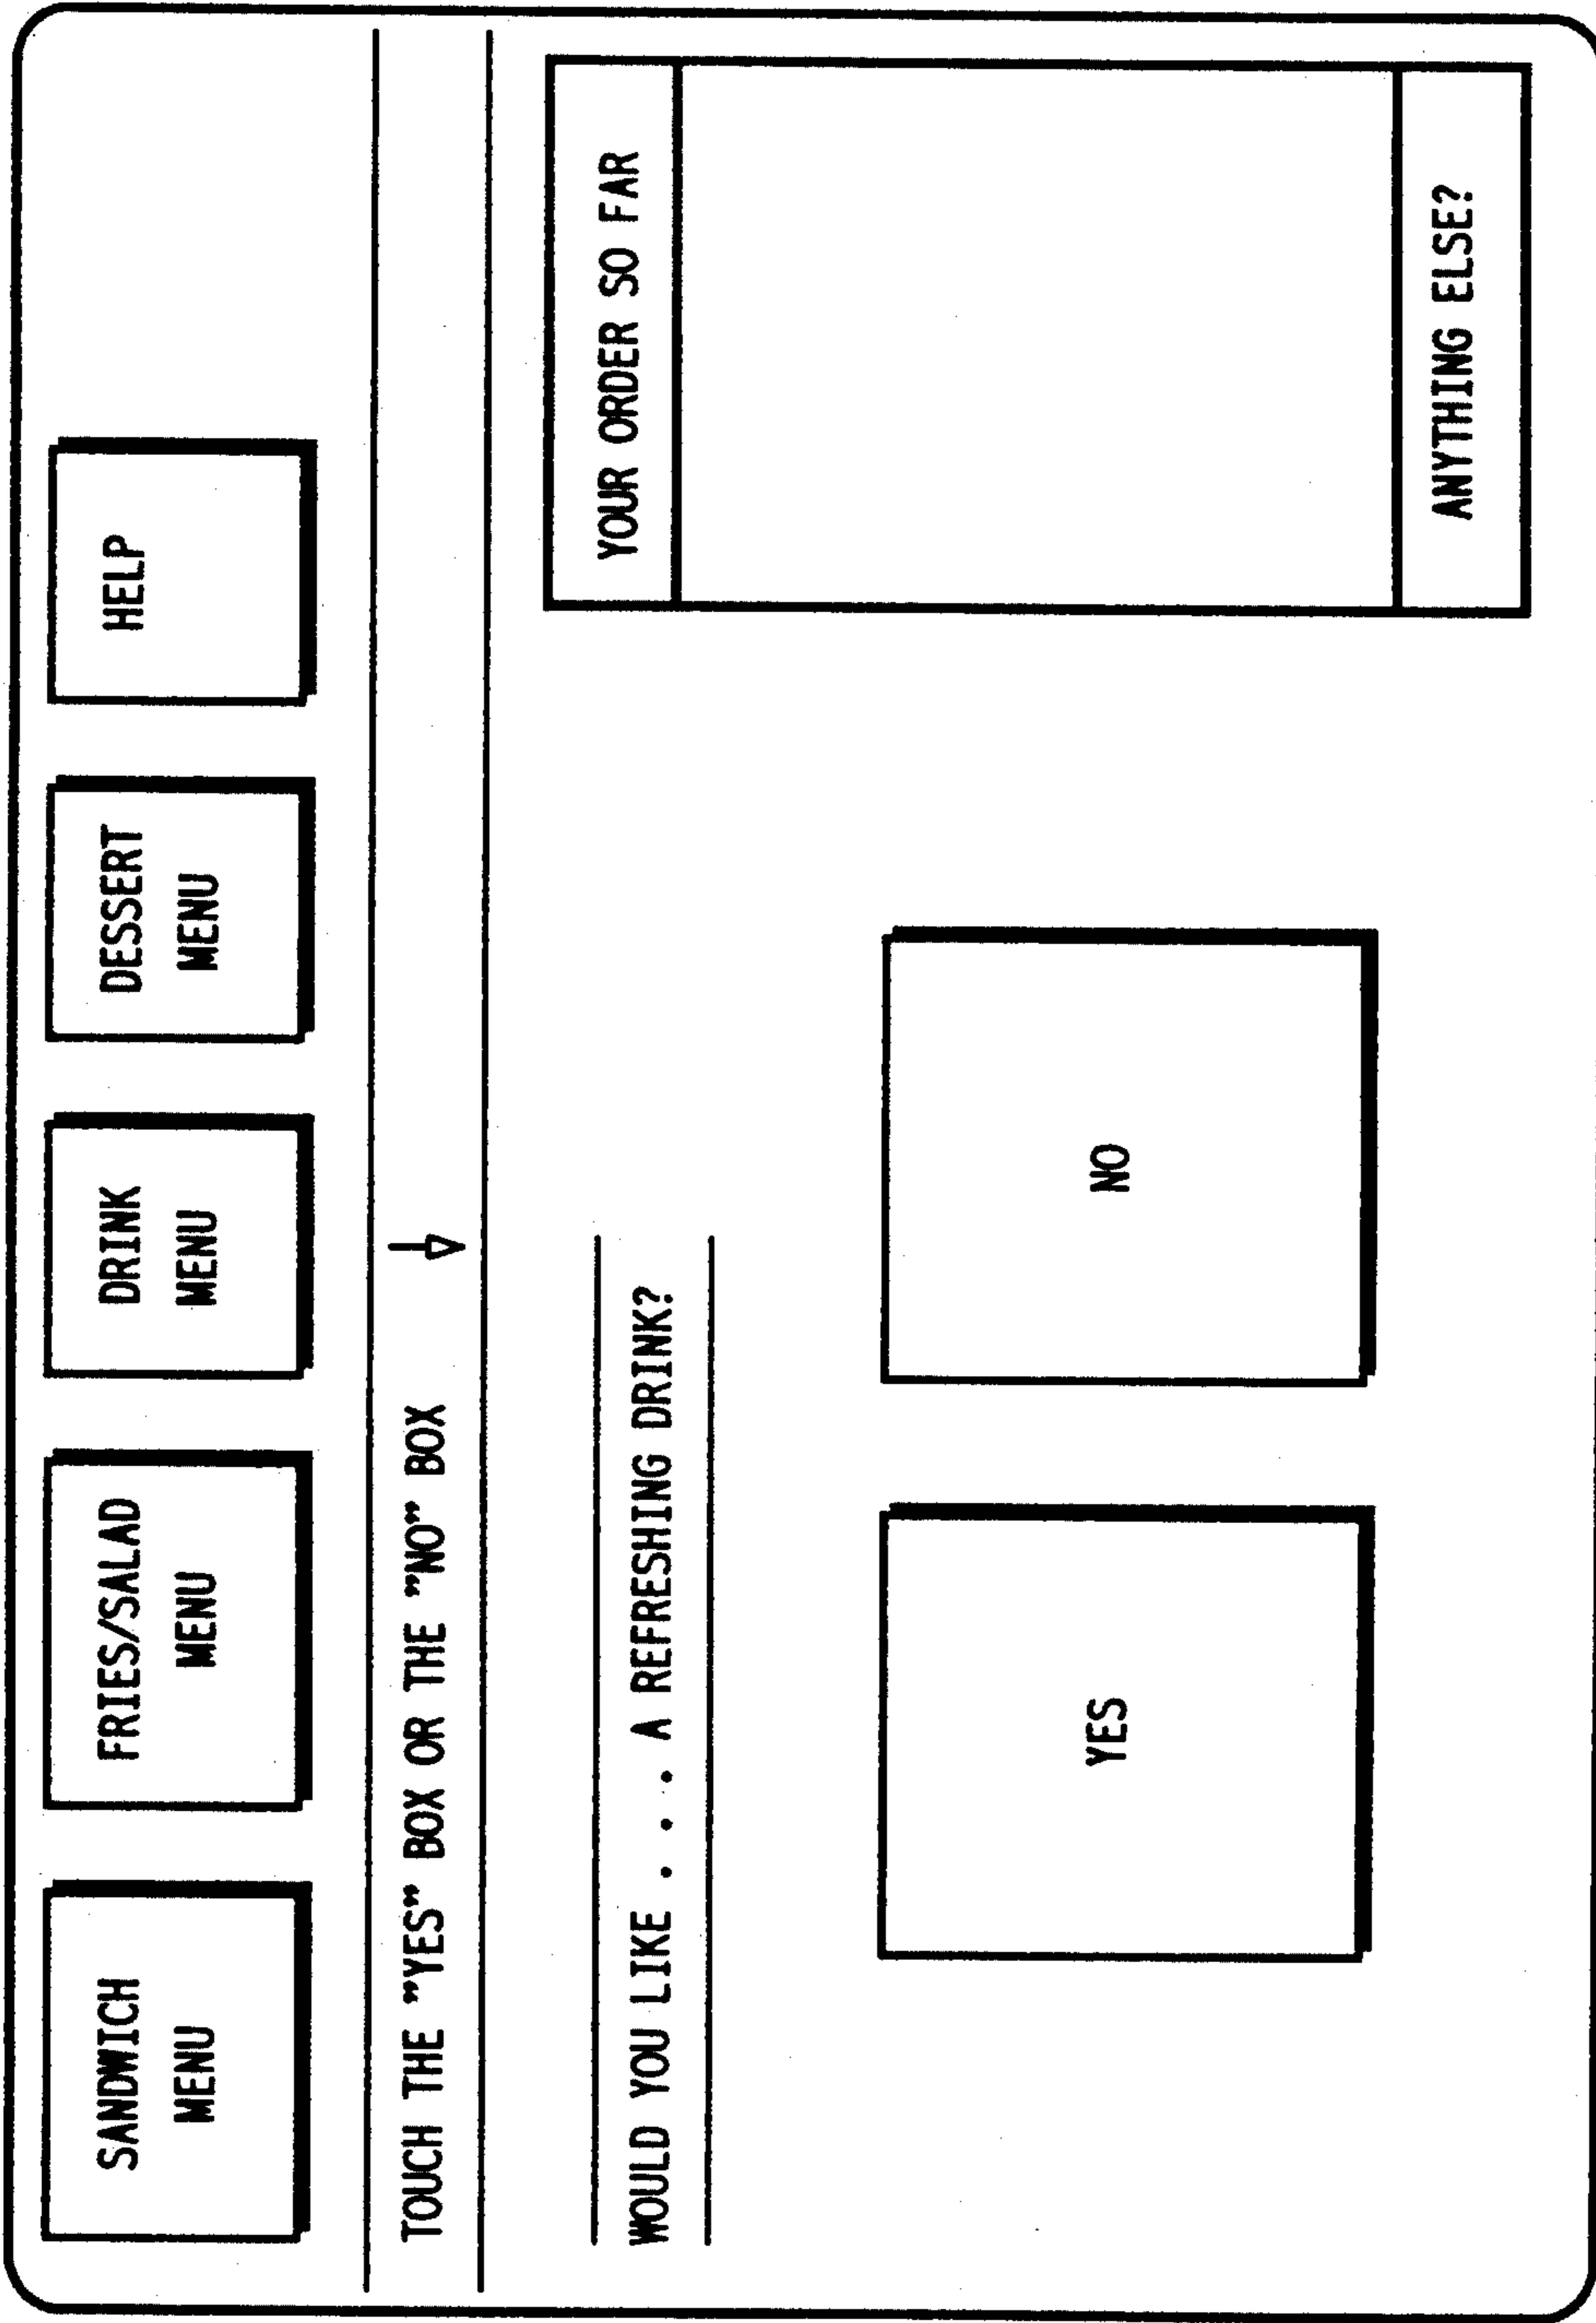 SANDWICH
MENU
FRIES/SALAD
MENU
DRINK
MENU
DESSERT
MENU
HELP
TOUCH THE "YES" BOX OR THE "NO" BOX
WOULD YOU LIKE . . . A REFRESHING DRINK?
YES
NO
YOUR ORDER SO FAR
ANYTHING ELSE?